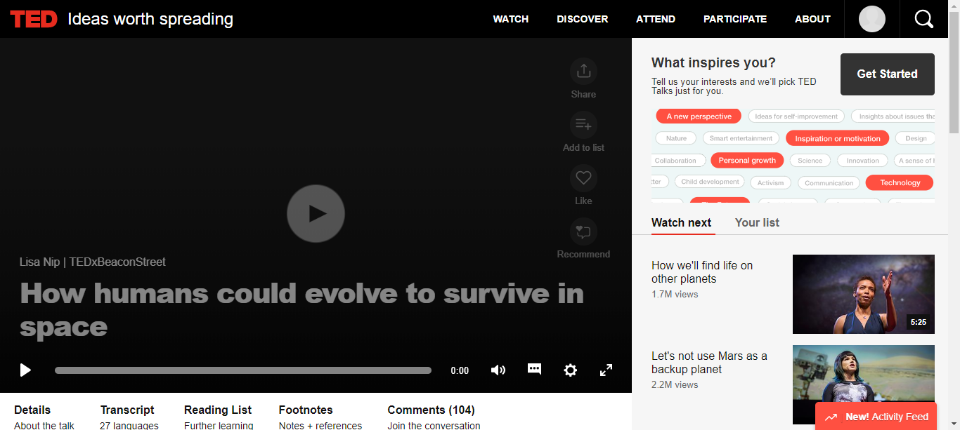 TED Ideas worth spreading
WATCH DISCOVER ATTEND PARTICIPATE ABOUT
Share
Add to list
Like
Recommend
Lisa Nip | TEDxBeaconStreet
How humans could evolve to survive in
space
0:00
Details
About the talk
Transcript
27 languages
Reading List
Further learning
Footnotes
Notes + references
Comments (104)
Join the conversation
What inspires you?
Tell us your interests and we'll pick TED
Talks just for you.
Get Started
A new perspective Ideas for self-improvement Insights about issues
Nature Smart entertainment Inspiration or motivation Design
Collaboration Personal growth Science Innovation A sense of
Child development Activism Communication Technology
Watch next Your list
How we'll find life on
other planets
1.7M views
5:25
Let's not use Mars as a
backup planet
2.2M views
New! Activity Feed